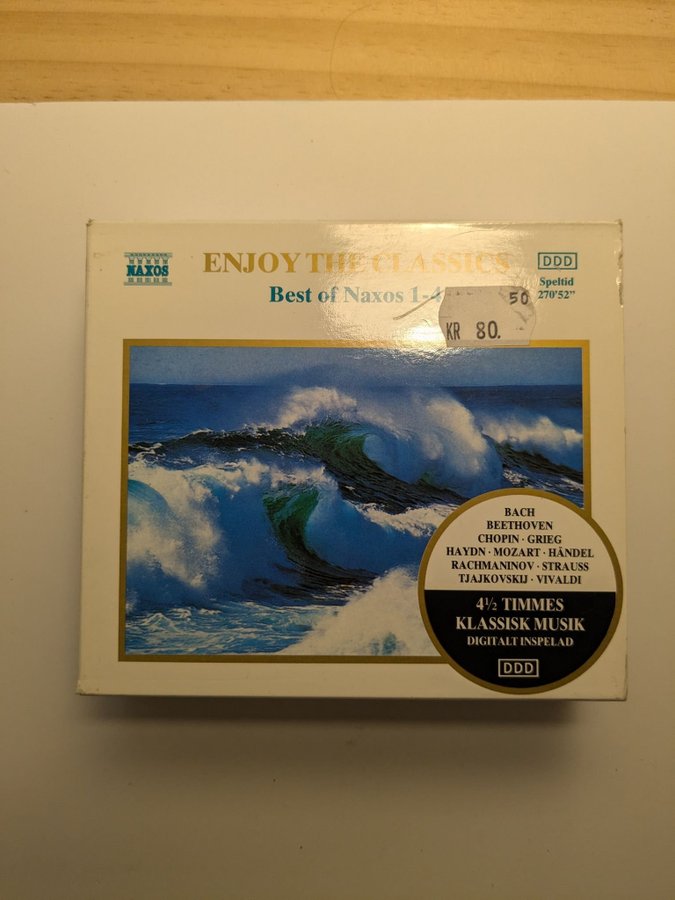 NAXOS
ENJOY THE CLASSICS
Best of Naxos 1-4
DDD
Speltid
270'52"
50
KR 80.
BACH
BEETHOVEN
CHOPIN · GRIEG
HAYDN · MOZART · HÄNDEL
RACHMANINOV · STRAUSS
TJAJKOVSKIJ · VIVALDI
4½ TIMMES
KLASSISK MUSIK
DIGITALT INSPELAD
DDD